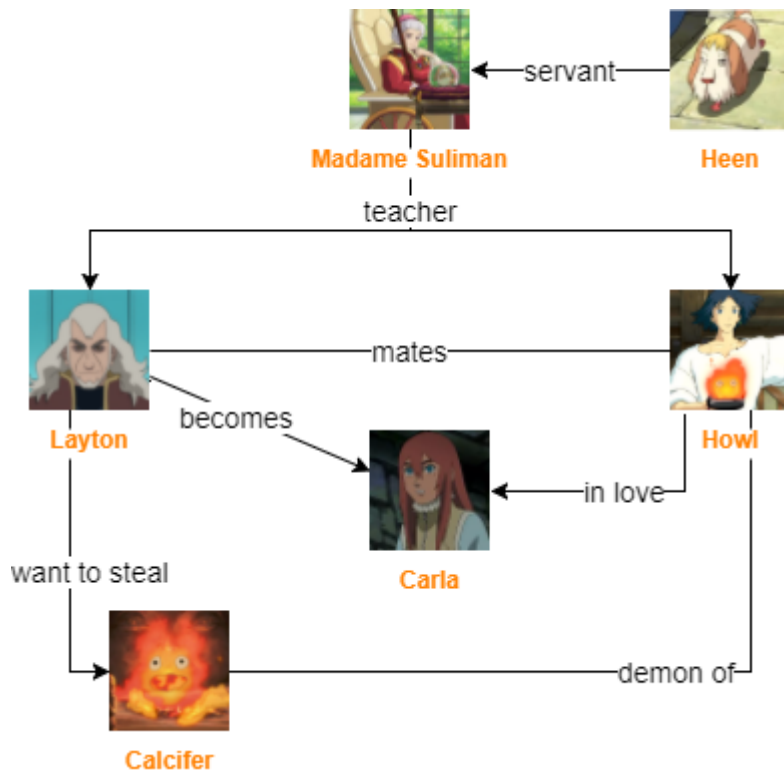 servant
Madame Suliman
Heen
teacher
mates
becomes
Layton
Howl
in love
want to steal
Carla
demon of
Calcifer